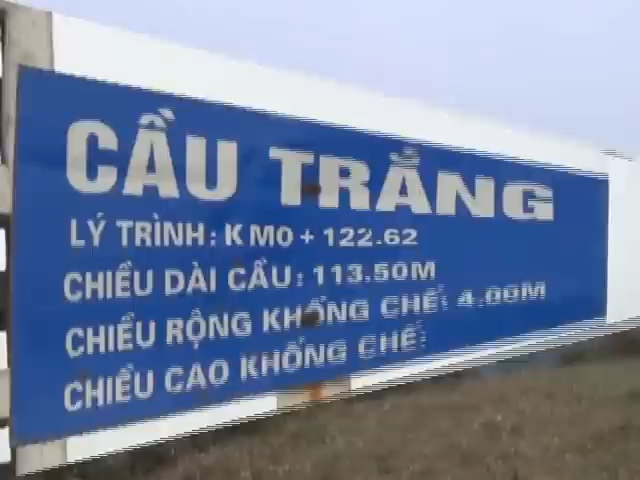 CẦU TRẮNG
LÝ TRÌNH: KM0 + 122.62
CHIỀU DÀI CẦU: 113.50M
CHIỀU RỘNG KHỐNG CHẾ: 4.00M
CHIỀU CAO KHỐNG CHẾ: